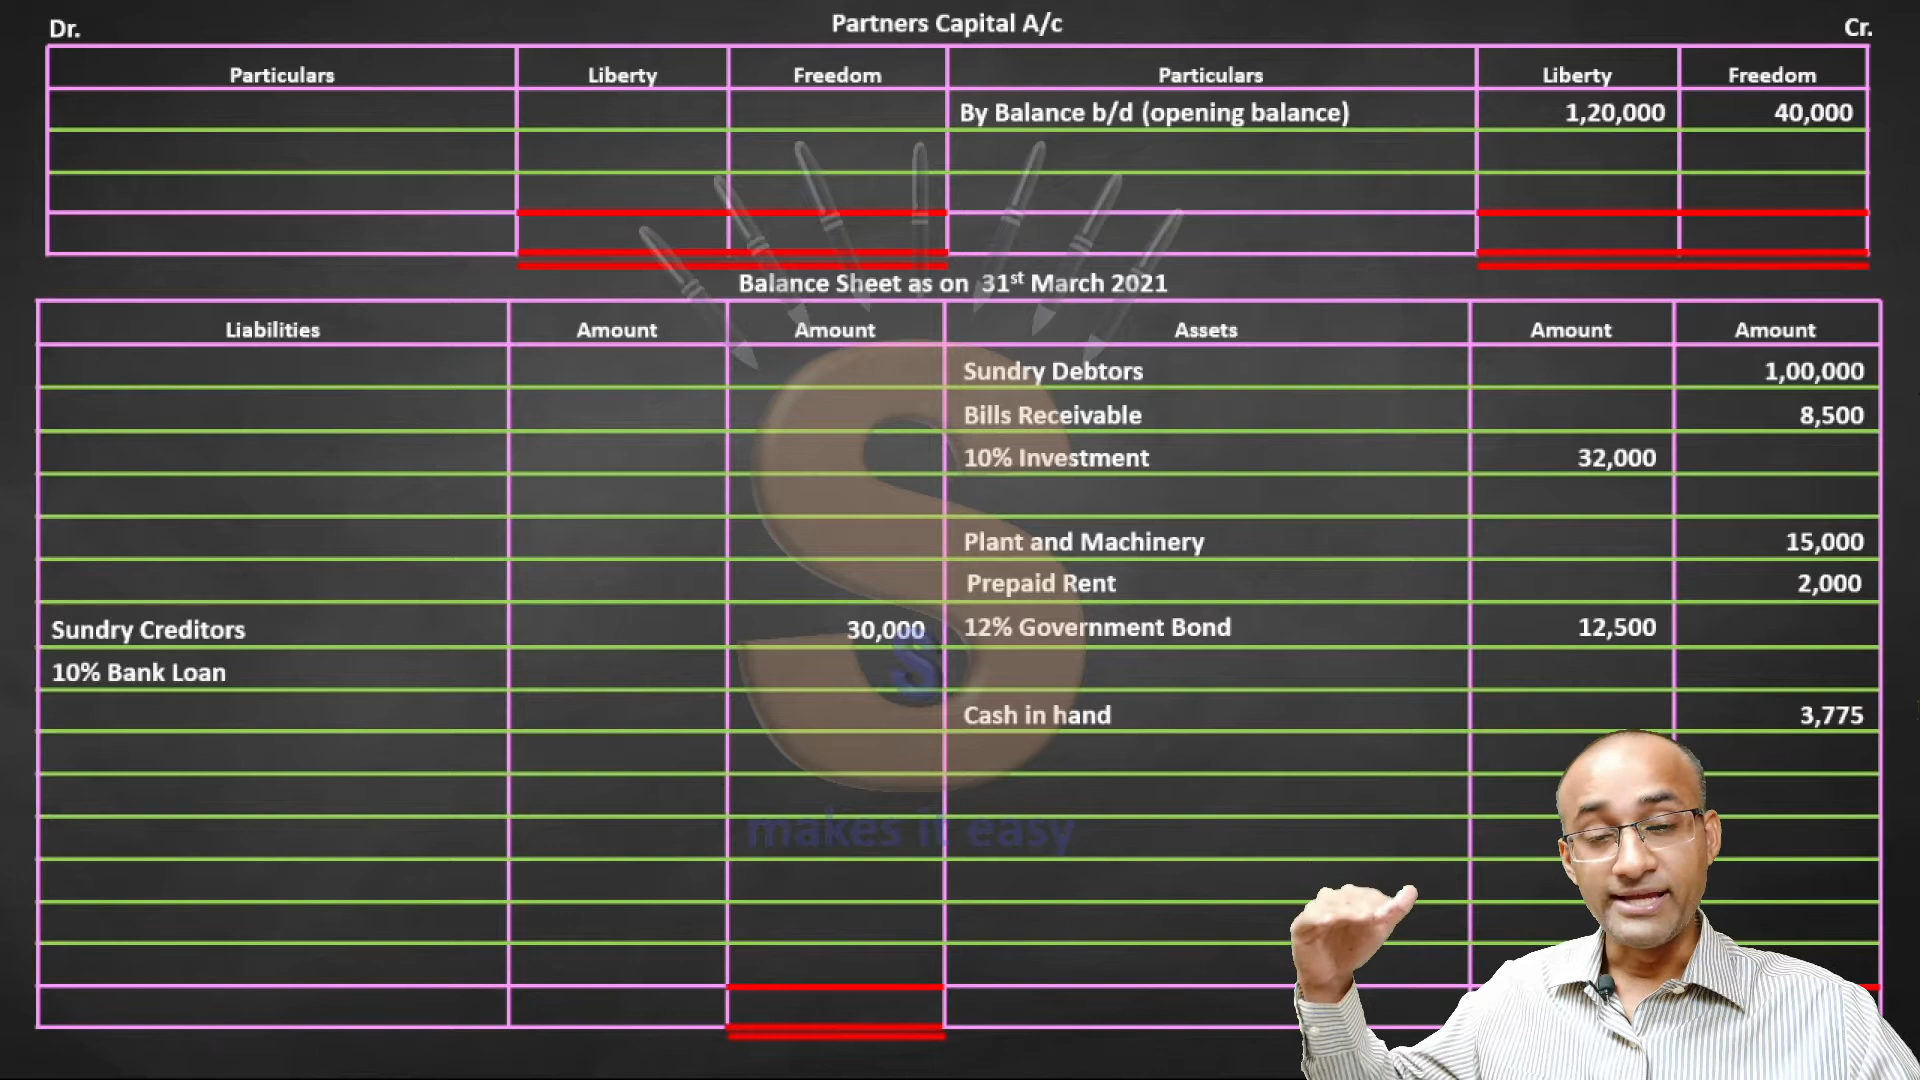 Dr.
Partners Capital A/c
Cr.
Particulars Liberty Freedom Particulars Liberty Freedom
By Balance b/d (opening balance) 1,20,000 40,000
Balance Sheet as on 31st March 2021
Liabilities Amount Amount Assets Amount Amount
Sundry Debtors 1,00,000
Bills Receivable 8,500
10% Investment 32,000
Plant and Machinery 15,000
Prepaid Rent 2,000
Sundry Creditors 30,000 12% Government Bond 12,500
10% Bank Loan
Cash in hand 3,775
S
S
makes it easy